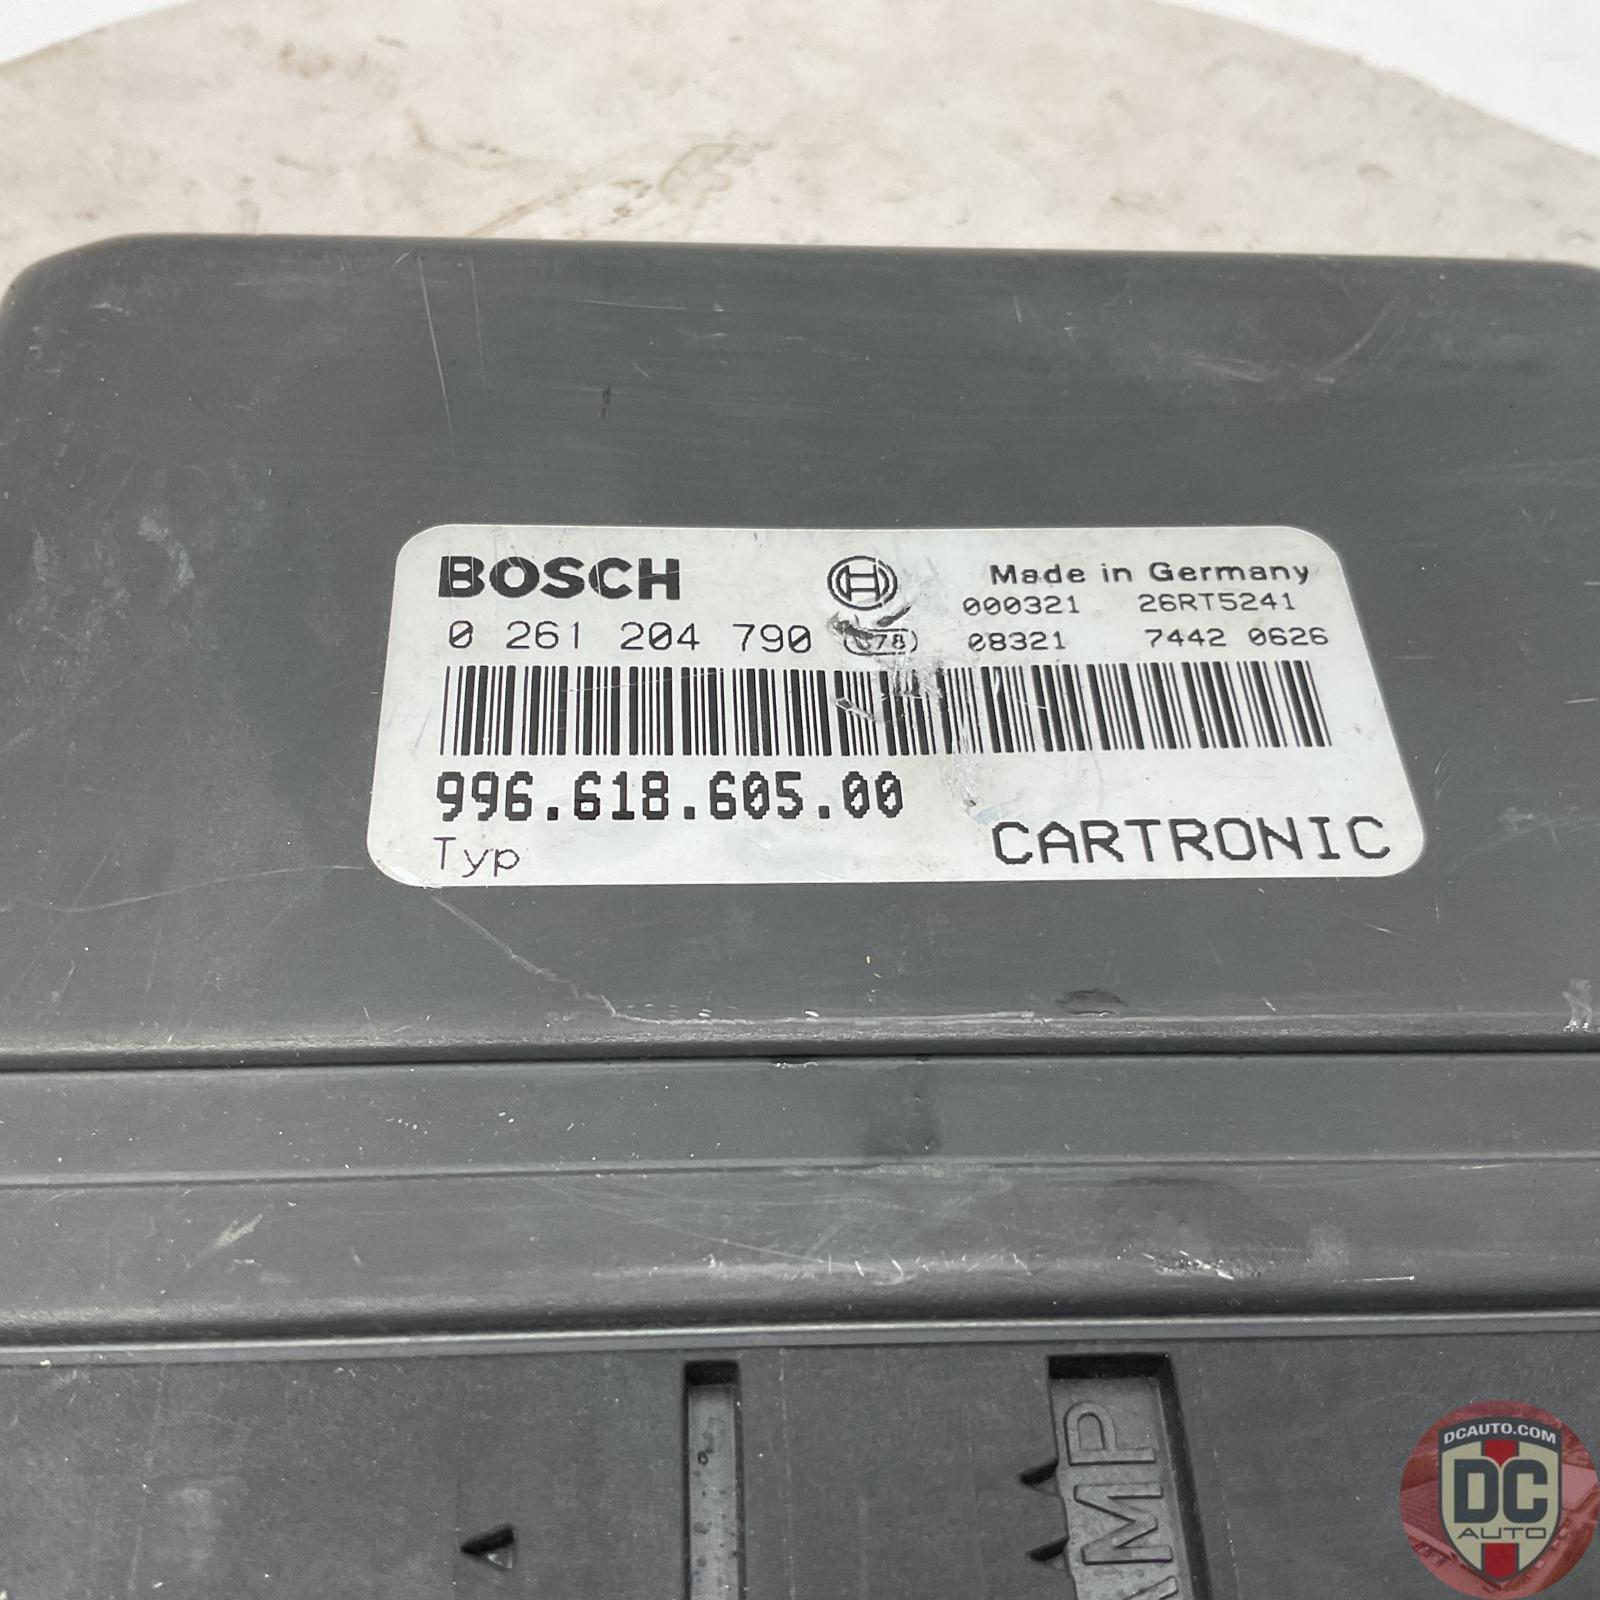 BOSCH
Made in Germany
000321 26RT5241
0 261 204 790 08321 7442 0626
996.618.605.00
Typ CARTRONIC
AMP
DCAUTO.COM
DC
AUTO